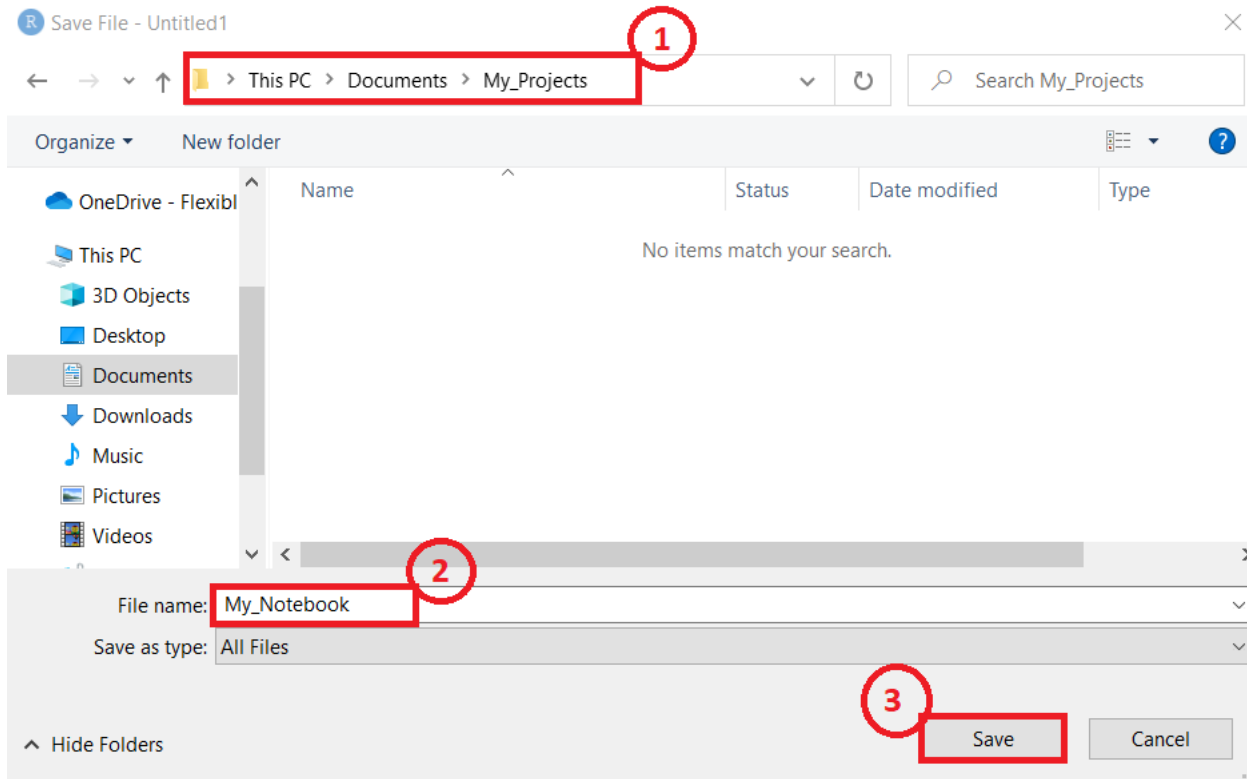 R Save File - Untitled1
1
> This PC > Documents > My_Projects
Search My_Projects
Organize New folder
?
Name Status Date modified Type
OneDrive - Flexibl
No items match your search.
This PC
3D Objects
Desktop
Documents
Downloads
Music
Pictures
Videos
2
File name: My_Notebook
Save as type: All Files
3
Hide Folders Save Cancel